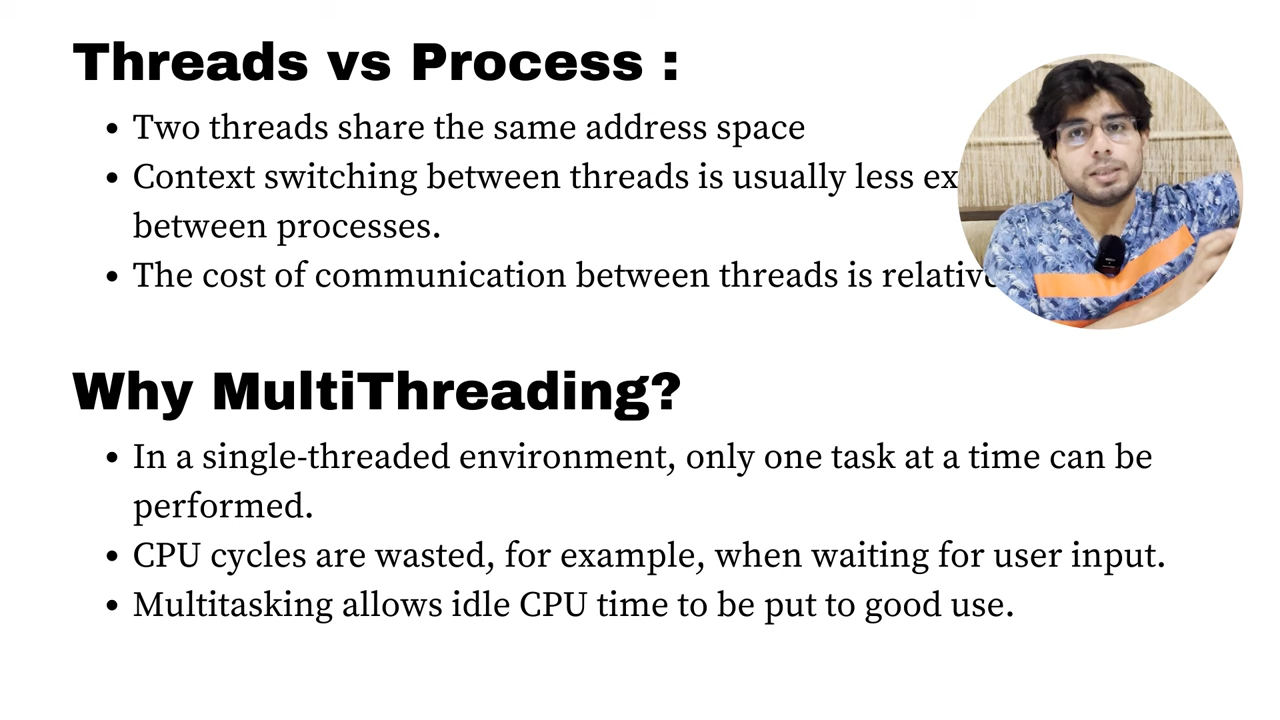 Threads vs Process :
• Two threads share the same address space
• Context switching between threads is usually less
between processes.
• The cost of communication between threads is
Why MultiThreading?
• In a single-threaded environment, only one task at a time can be
performed.
• CPU cycles are wasted, for example, when waiting for user input.
• Multitasking allows idle CPU time to be put to good use.